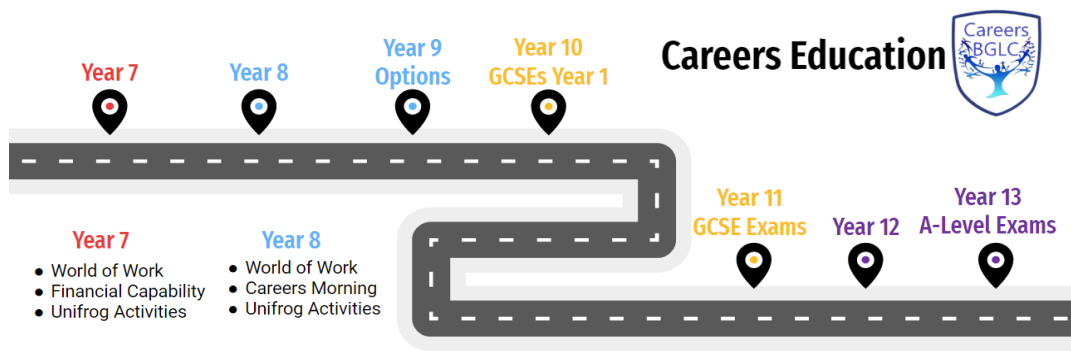 Year 7
Year 8
Year 9
Options
Year 10
GCSEs Year 1
Careers Education
Careers
BGLC
Year 11
GCSE Exams
Year 12
Year 13
A-Level Exams
Year 7
● World of Work
● Financial Capability
● Unifrog Activities
Year 8
● World of Work
● Careers Morning
● Unifrog Activities